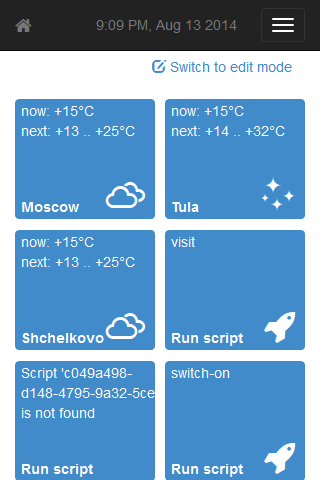 9:09 PM, Aug 13 2014
Switch to edit mode
now: +15°C
next: +13 .. +25°C
Moscow
now: +15°C
next: +14 .. +32°C
Tula
now: +15°C
next: +13 .. +25°C
Shchelkovo
visit
Run script
Script 'c049a498-
d148-4795-9a32-5ce
is not found
Run script
switch-on
Run script